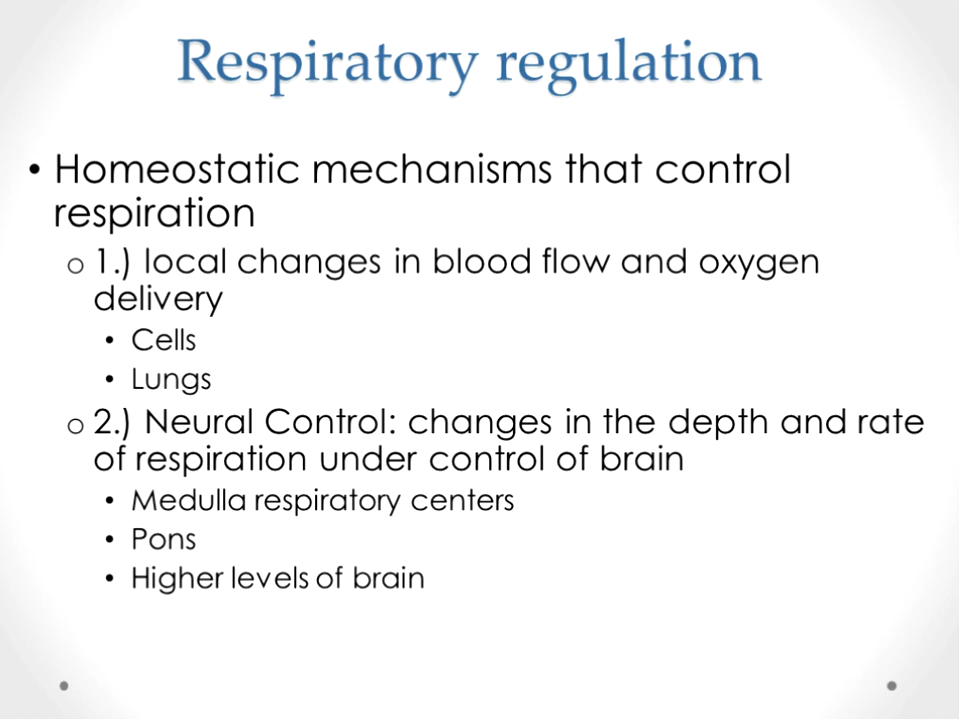 Respiratory regulation
• Homeostatic mechanisms that control
respiration
o 1.) local changes in blood flow and oxygen
delivery
• Cells
• Lungs
o 2.) Neural Control: changes in the depth and rate
of respiration under control of brain
• Medulla respiratory centers
• Pons
• Higher levels of brain